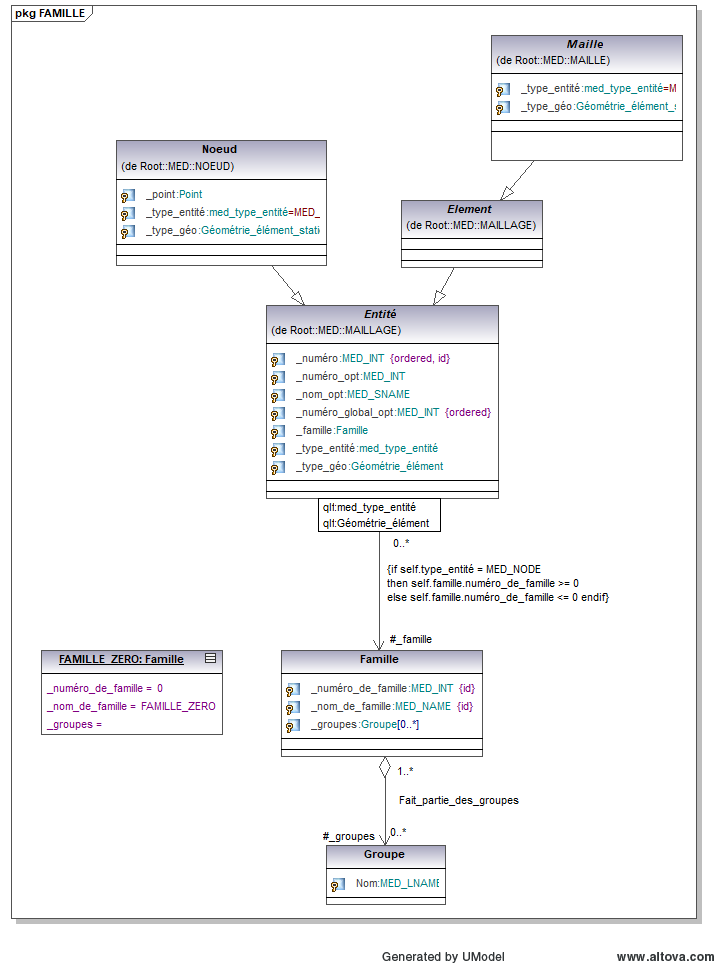 pkg FAMILLE
Maille
(de Root::MED::MAILLE)
_type_entité:med_type_entité=M
_type_géo:Géométrie_élément_s
Noeud
(de Root::MED::NOEUD)
_point:Point
_type_entité:med_type_entité=MED_
_type_géo:Géométrie_élément_stati
Element
(de Root::MED::MAILLAGE)
Entité
(de Root::MED::MAILLAGE)
_numéro:MED_INT {ordered, id}
_numéro_opt:MED_INT
_nom_opt:MED_SNAME
_numéro_global_opt:MED_INT {ordered}
_famille:Famille
_type_entité:med_type_entité
_type_géo:Géométrie_élément
qlf:med_type_entité
qlf:Géométrie_élément
0..*
{if self.type_entité = MED_NODE
then self.famille.numéro_de_famille >= 0
else self.famille.numéro_de_famille <= 0 endif}
#_famille
FAMILLE_ZERO: Famille
_numéro_de_famille = 0
_nom_de_famille = FAMILLE_ZERO
_groupes =
Famille
_numéro_de_famille:MED_INT {id}
_nom_de_famille:MED_NAME {id}
_groupes:Groupe[0..*]
1..*
Fait_partie_des_groupes
#_groupes
0..*
Groupe
Nom:MED_LNAME
Generated by UModel
www.altova.com